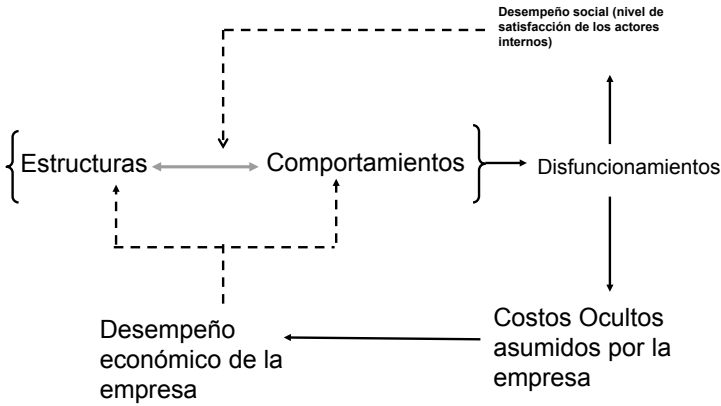 Desempeño social (nivel de
satisfacción de los actores
internos)
Estructuras
Comportamientos
Disfuncionamientos
Desempeño
económico de la
empresa
Costos Ocultos
asumidos por la
empresa